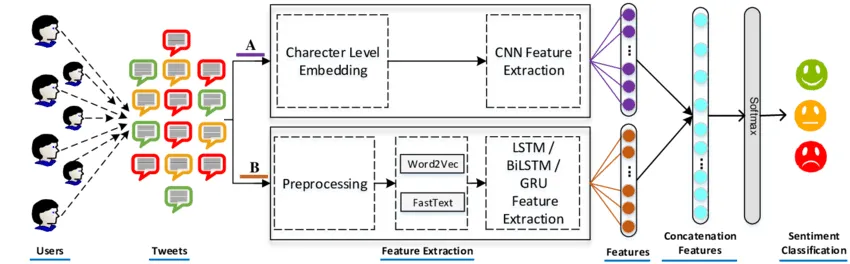 A
Charecter Level
Embedding
CNN Feature
Extraction
B
Preprocessing
Word2Vec
FastText
LSTM /
BiLSTM /
GRU
Feature
Extraction
Softmax
Users
Tweets
Feature Extraction
Features
Concatenation
Features
Sentiment
Classification